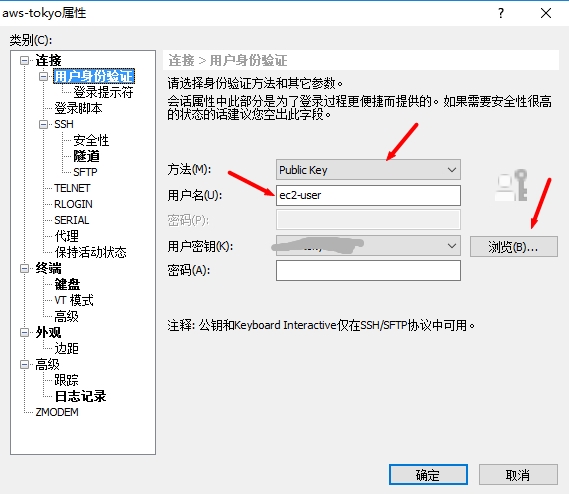 aws-tokyo属性
类别(C):
连接
用户身份验证
登录提示符
登录脚本
SSH
安全性
隧道
SFTP
TELNET
RLOGIN
SERIAL
代理
保持活动状态
终端
键盘
VT 模式
高级
外观
边距
高级
跟踪
日志记录
ZMODEM
连接 > 用户身份验证
请选择身份验证方法和其它参数。
会话属性中此部分是为了登录过程更便捷而提供的。如果需要安全性很高
的状态的话建议您空出此字段。
方法(M):
Public Key
用户名(U):
ec2-user
密码(P):
用户密钥(K):
浏览(B)...
密码(A):
注释: 公钥和Keyboard Interactive仅在SSH/SFTP协议中可用。
确定
取消